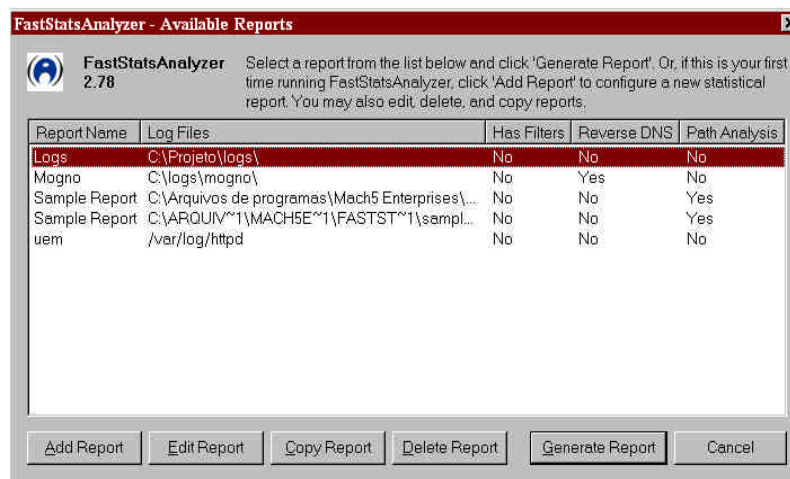 FastStatsAnalyzer - Available Reports
FastStatsAnalyzer 2.78
Select a report from the list below and click 'Generate Report'. Or, if this is your first
time running FastStatsAnalyzer, click 'Add Report' to configure a new statistical
report. You may also edit, delete, and copy reports.
Report Name Log Files Has Filters Reverse DNS Path Analysis
Logs C:\Projeto\logs\ No No No
Mogno C:\logs\mogno\ No Yes No
Sample Report C:\Arquivos de programas\Mach5 Enterprises\... No No Yes
Sample Report C:\ARQUIV~1\MACH5E~1\FASTST~1\sampl... No No Yes
uem /var/log/httpd No No No
Add Report Edit Report Copy Report Delete Report Generate Report Cancel